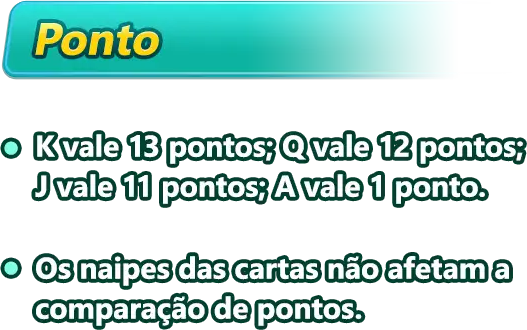 Ponto
K vale 13 pontos; Q vale 12 pontos;
J vale 11 pontos; A vale 1 ponto.
Os naipes das cartas não afetam a
comparação de pontos.